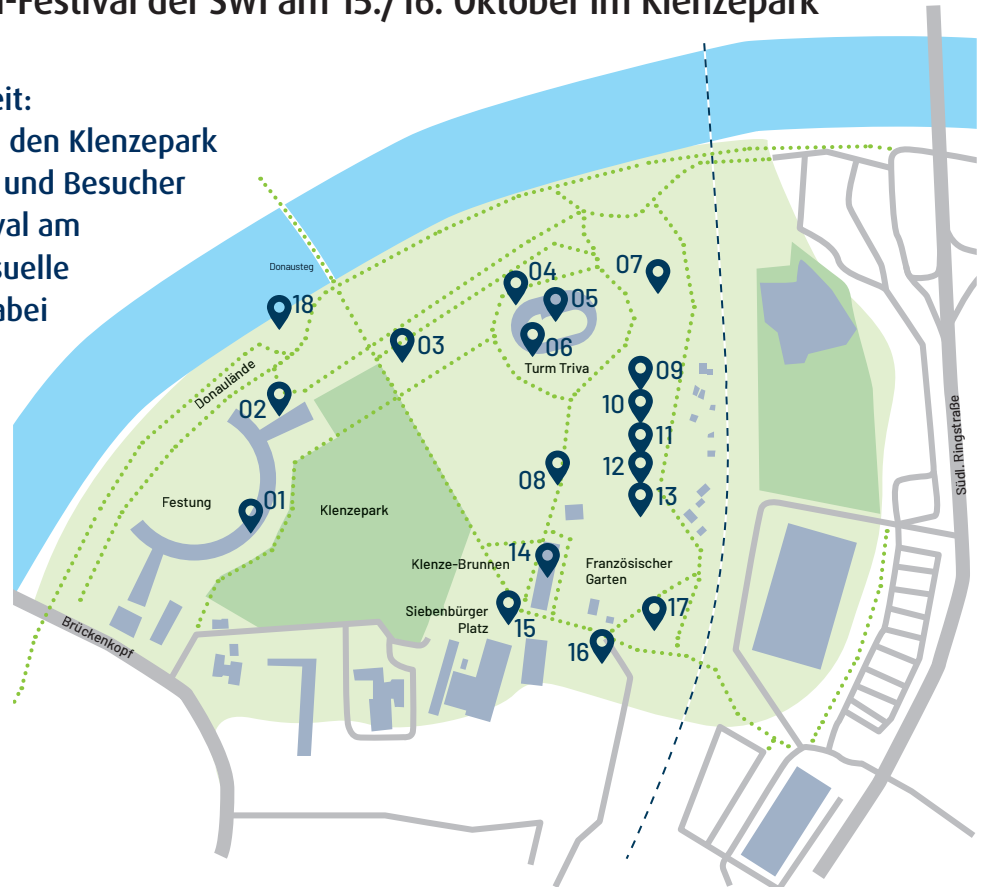 -Festival der SWI am 15./16. Oktober im Klenzepark
eit:
den Klenzepark
und Besucher
val am
suelle
abei
Donausteg
18
04
07
05
03
06
Turm Triva
09
Donaulände
02
10
11
12
08
13
Festung
01
Klenzepark
Südl. Ringstraße
14
Klenze-Brunnen
Französischer
Garten
Siebenbürger
Platz
15
17
16
Brückenkopf